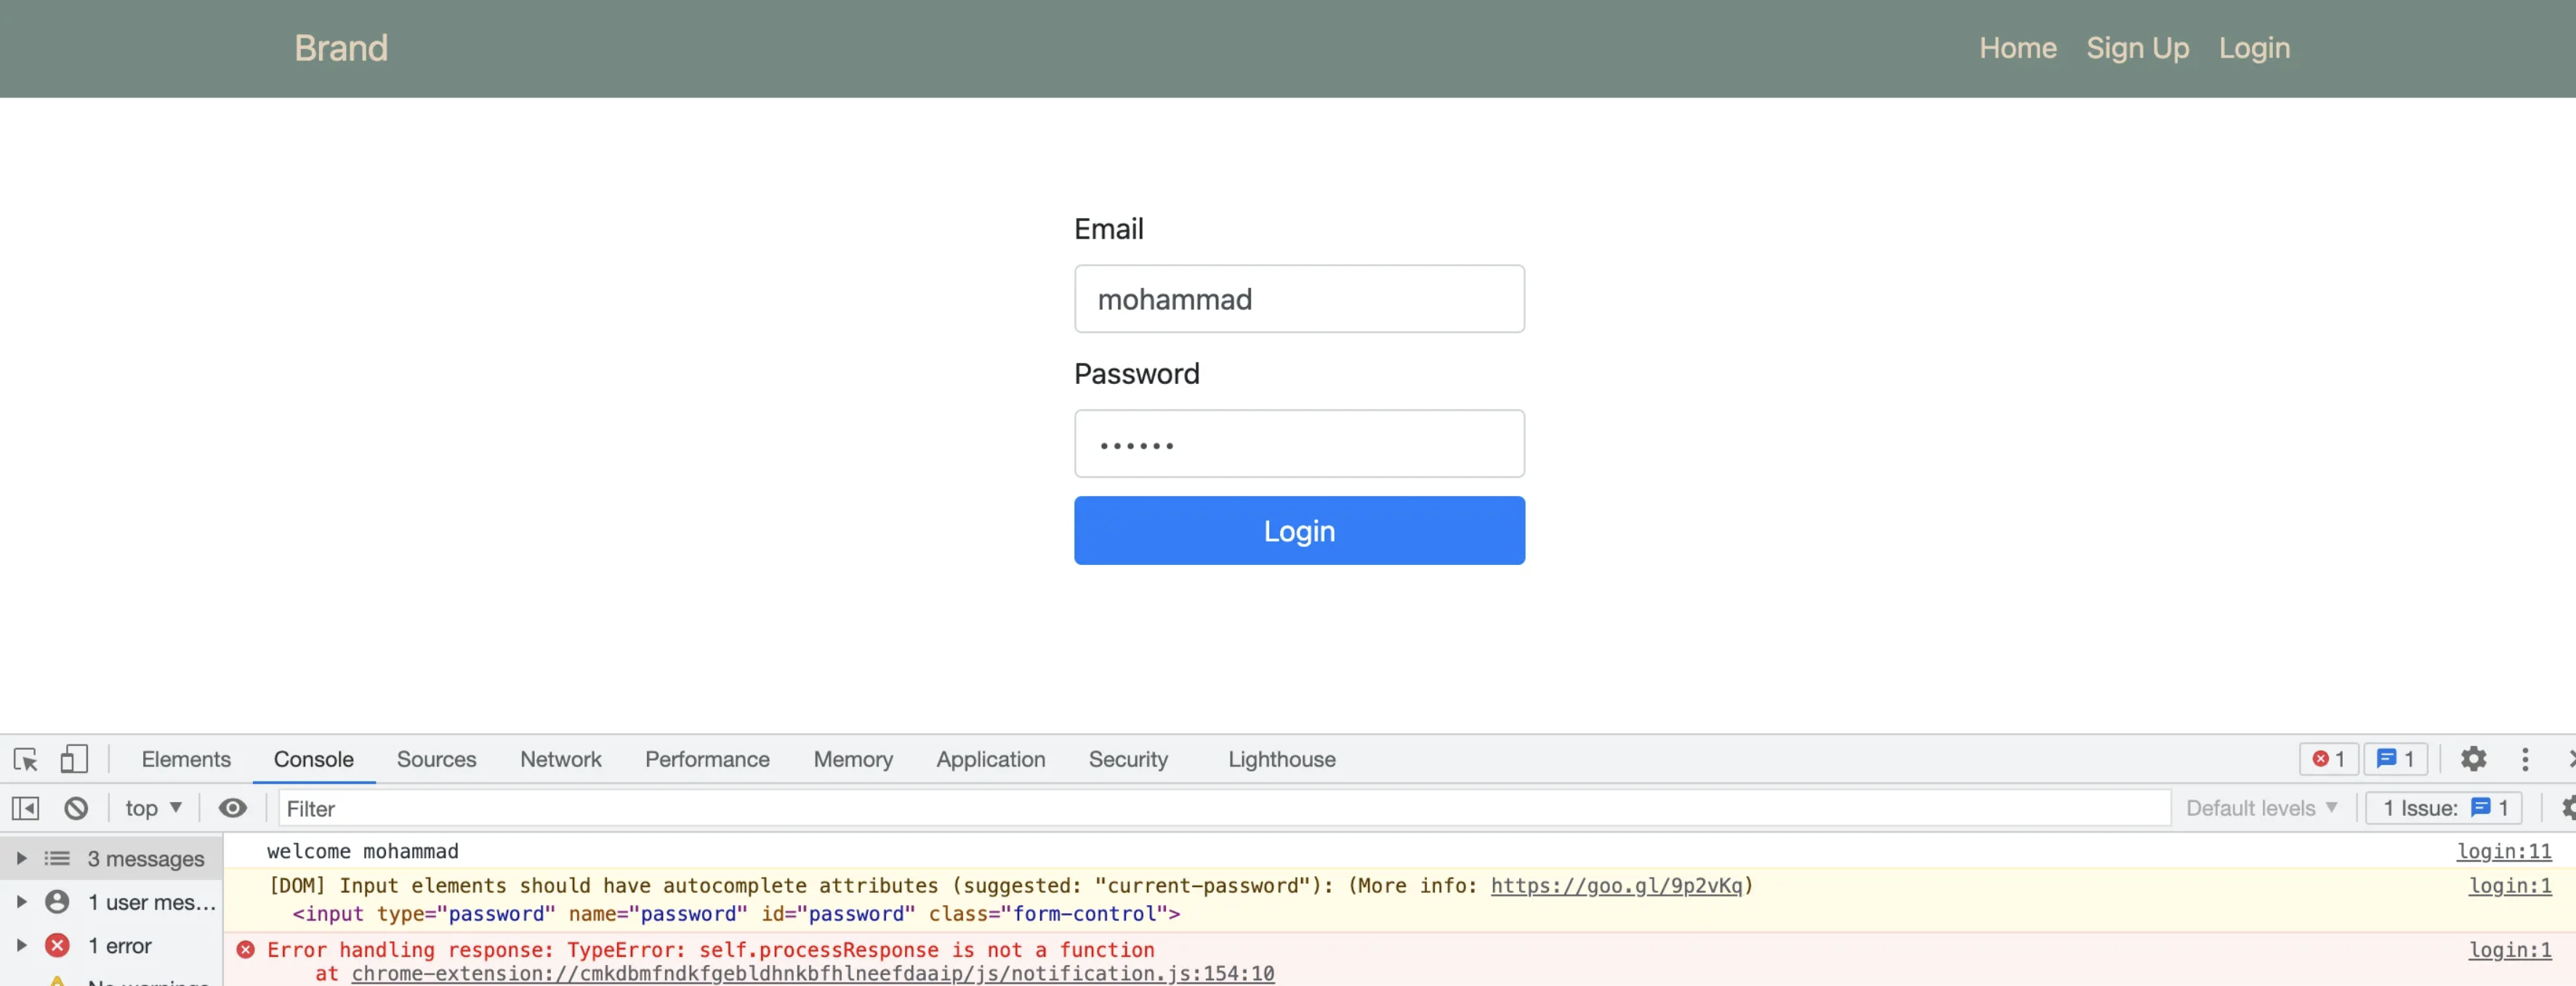 Brand
Home Sign Up Login
Email
mohammad
Password
••••••
Login
Elements Console Sources Network Performance Memory Application Security Lighthouse 1 1
top Filter Default levels 1 Issue: 1
3 messages
welcome mohammad login:11
[DOM] Input elements should have autocomplete attributes (suggested: "current-password"): (More info: https://goo.gl/9p2vKq) login:1
1 user mes…
<input type="password" name="password" id="password" class="form-control">
1 error
Error handling response: TypeError: self.processResponse is not a function login:1
at chrome-extension://cmkdbmfndkfgebldhnkbfhlneefdaaip/js/notification.js:154:10
No warnings